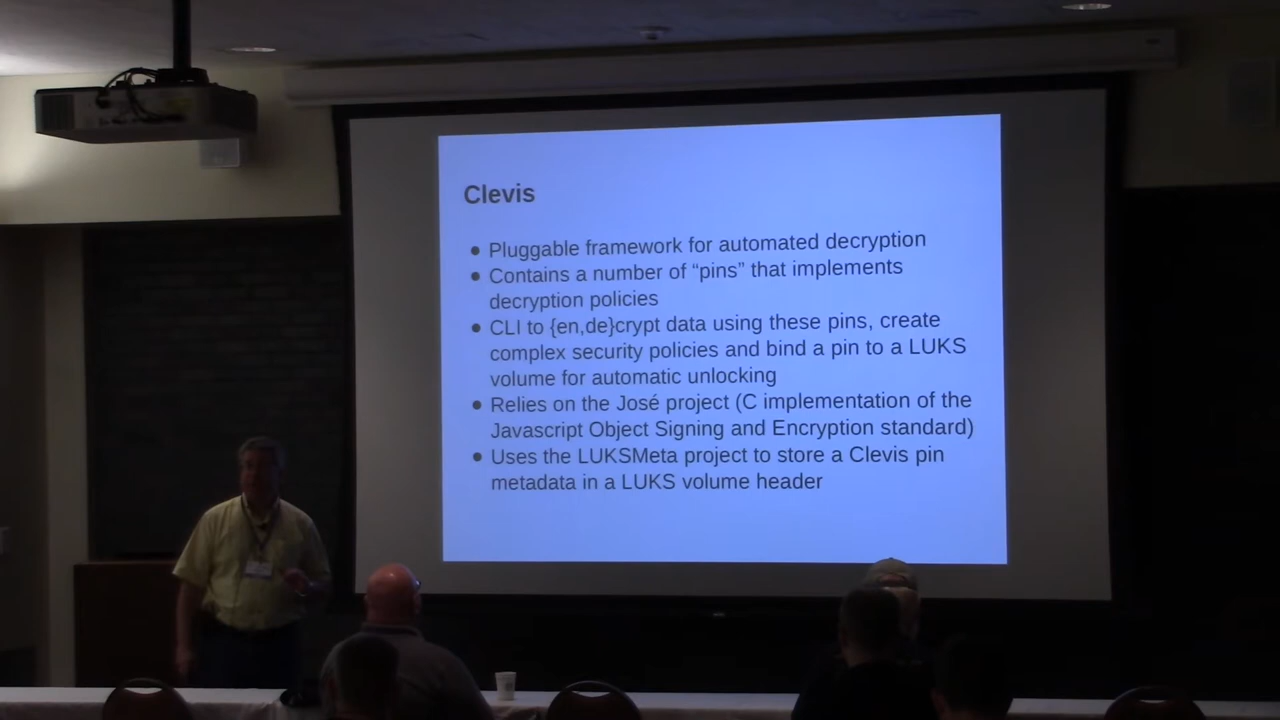 Clevis
● Pluggable framework for automated decryption
● Contains a number of “pins” that implements
decryption policies
● CLI to {en,de}crypt data using these pins, create
complex security policies and bind a pin to a LUKS
volume for automatic unlocking
● Relies on the José project (C implementation of the
Javascript Object Signing and Encryption standard)
● Uses the LUKSMeta project to store a Clevis pin
metadata in a LUKS volume header